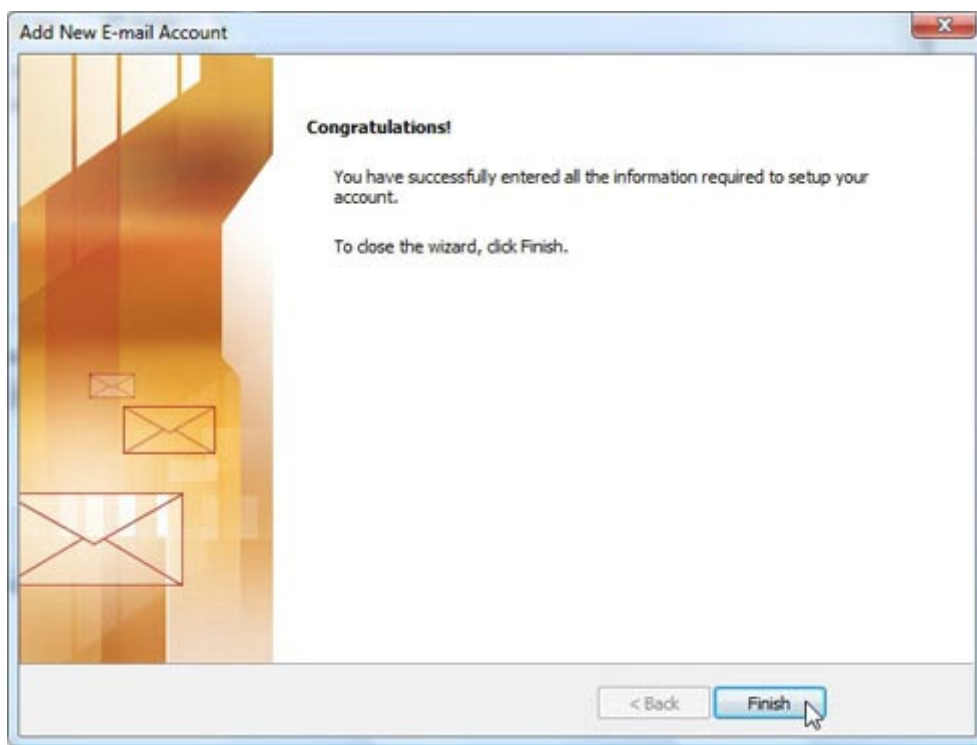 Add New E-mail Account
Congratulations!
You have successfully entered all the information required to setup your
account.
To close the wizard, click Finish.
< Back
Finish